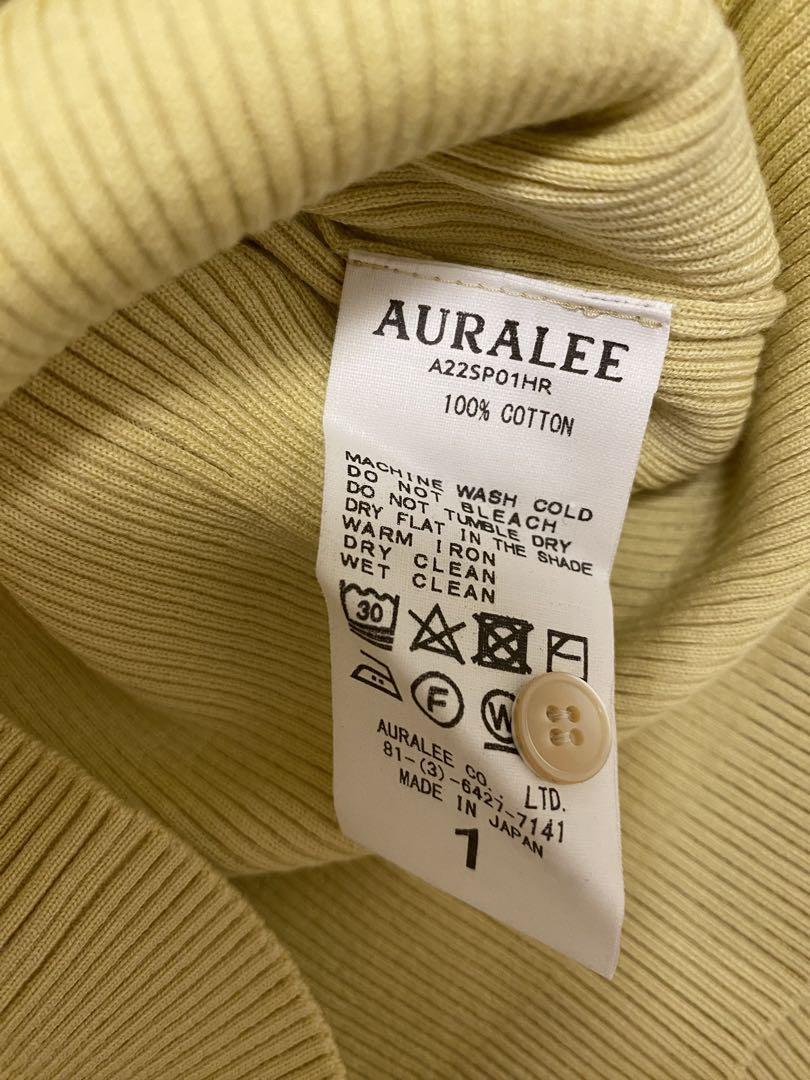 AURALEE
A22SP01HR
100% COTTON
MACHINE WASH COLD
DO NOT BLEACH
DO NOT TUMBLE DRY
DRY FLAT IN THE SHADE
WARM IRON
DRY CLEAN
WET CLEAN
30
F W
AURALEE CO., LTD.
81-(3)-6427-7141
MADE IN JAPAN
1